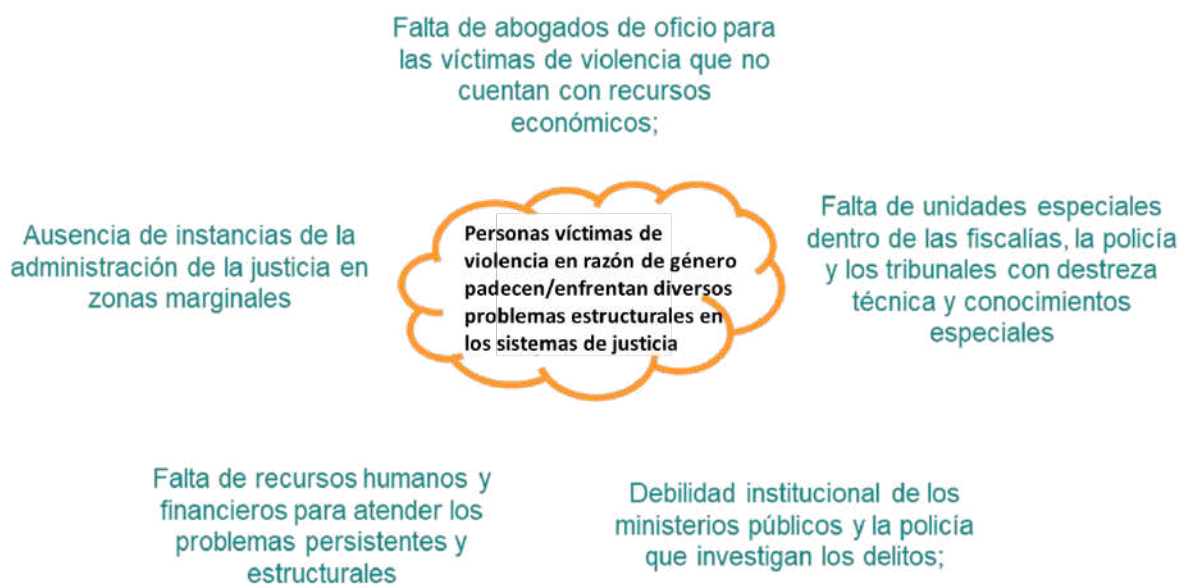 Falta de abogados de oficio para
las víctimas de violencia que no
cuentan con recursos
económicos;
Ausencia de instancias de la
administración de la justicia en
zonas marginales
Personas víctimas de
violencia en razón de género
padecen/enfrentan diversos
problemas estructurales en
los sistemas de justicia
Falta de unidades especiales
dentro de las fiscalías, la policía
y los tribunales con destreza
técnica y conocimientos
especiales
Falta de recursos humanos y
financieros para atender los
problemas persistentes y
estructurales
Debilidad institucional de los
ministerios públicos y la policía
que investigan los delitos;